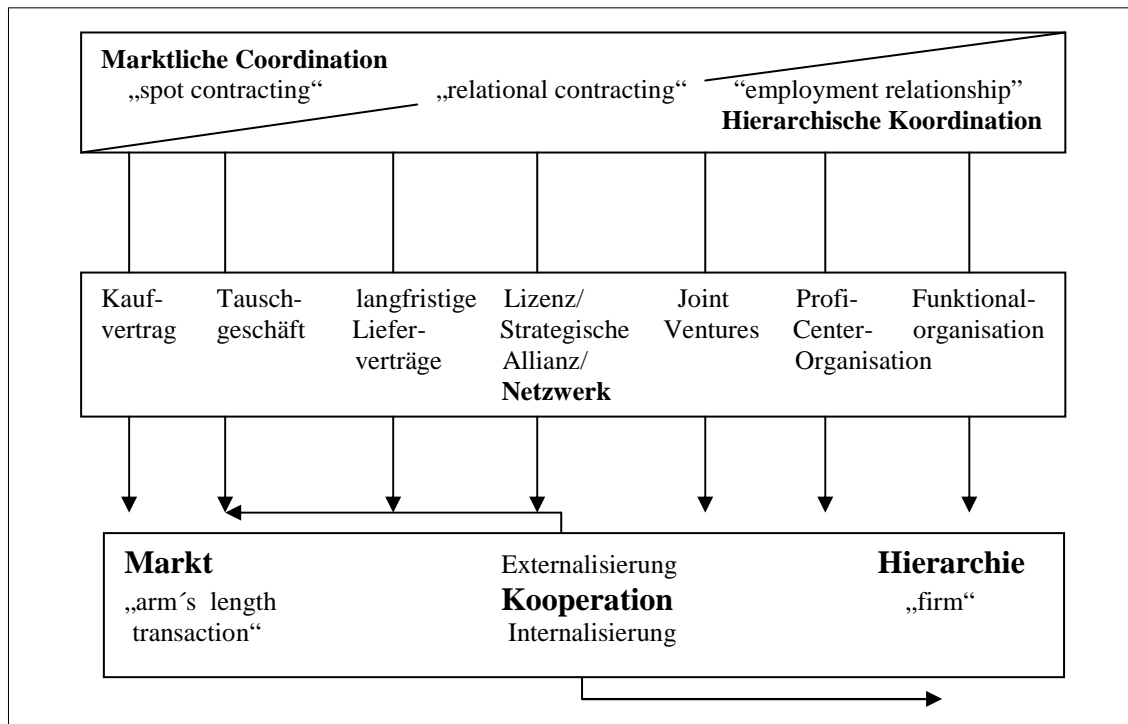 Marktliche Coordination
„spot contracting“ „relational contracting“ “employment relationship”
Hierarchische Koordination
Kauf- Tausch- langfristige Lizenz/ Joint Profi- Funktional-
vertrag geschäft Liefer- Strategische Ventures Center- organisation
verträge Allianz/ Organisation
Netzwerk
Markt Externalisierung Hierarchie
„arm´s length Kooperation „firm“
transaction“ Internalisierung